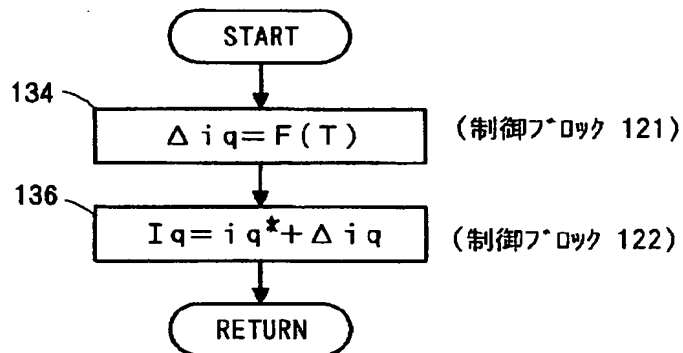 START
134
Δiq=F(T)
(制御ブロック 121)
136
Iq=iq*+Δiq
(制御ブロック 122)
RETURN